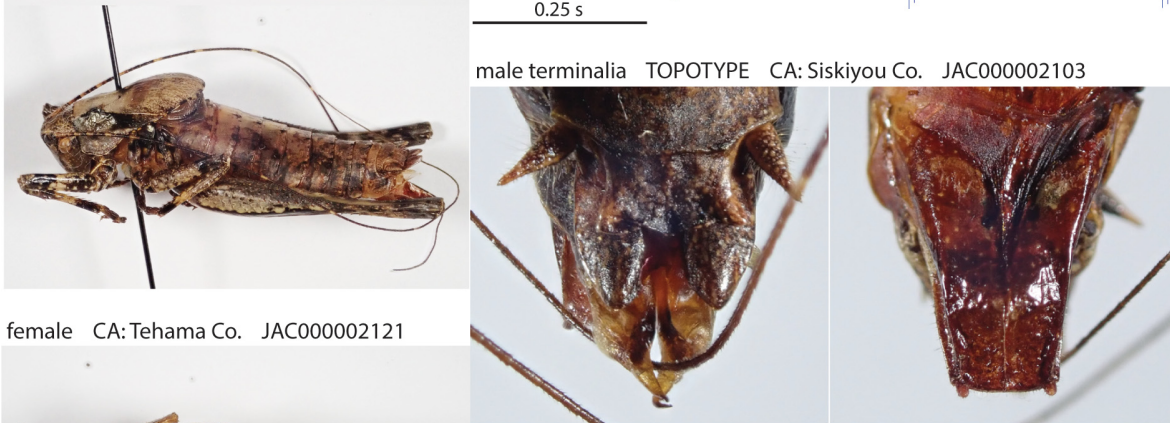 0.25 s
male terminalia TOPOTYPE CA: Siskiyou Co. JAC000002103
female CA: Tehama Co. JAC000002121